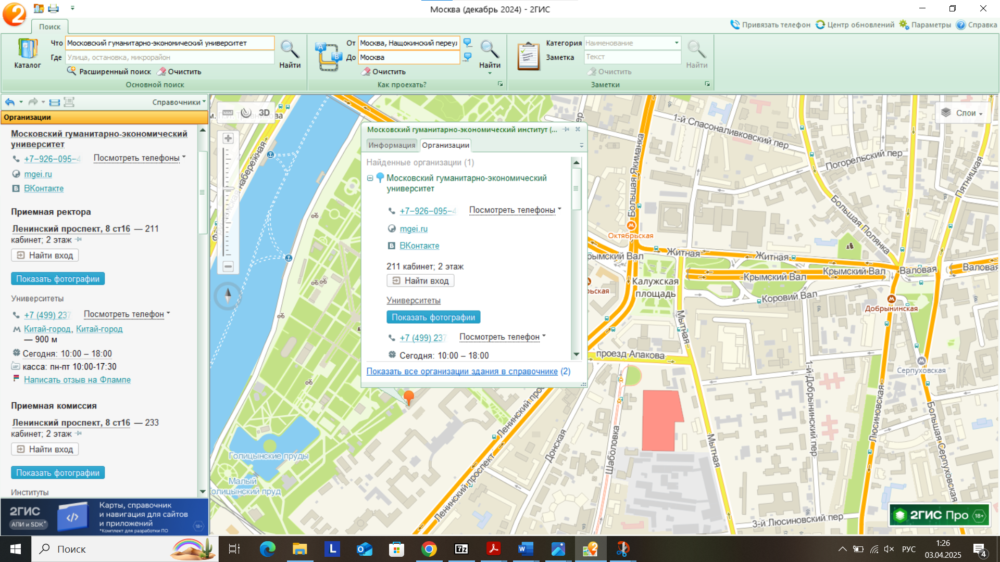 Москва (декабрь 2024) - 2ГИС
Поиск
Привязать телефон
Центр обновлений
Параметры
Справка
Каталог
Что
Московский гуманитарно-экономический университет
Где
Улица, остановка, микрорайон
Расширенный поиск
Очистить
Найти
Основной поиск
От
Москва, Нащокинский переул
До
Москва
Очистить
Найти
Как проехать?
Категория
Наименование
Заметка
Текст
Очистить
Найти
Заметки
Справочники
Организации
Московский гуманитарно-экономический
университет
+7–926–095–4
Посмотреть телефоны
mgei.ru
ВКонтакте
Приемная ректора
Ленинский проспект, 8 ст16 — 211
кабинет; 2 этаж
Найти вход
Показать фотографии
Университеты
+7 (499) 237
Посмотреть телефон
Китай-город, Китай-город
— 900 м
Сегодня: 10:00 – 18:00
касса: пн-пт 10:00-17:30
Написать отзыв на Флампе
Приемная комиссия
Ленинский проспект, 8 ст16 — 233
кабинет; 2 этаж
Найти вход
Показать фотографии
Институты
2ГИС
АПИ и SDK*
Карты, справочник
и навигация для сайтов
и приложений
*Комплект для разработки ПО
18+
3D
Слои
Московский гуманитарно-экономический институт (...
Информация
Организации
Найденные организации (1)
Московский гуманитарно-экономический
университет
+7–926–095–4
Посмотреть телефоны
mgei.ru
ВКонтакте
211 кабинет; 2 этаж
Найти вход
Университеты
Показать фотографии
+7 (499) 237
Посмотреть телефон
Сегодня: 10:00 – 18:00
Показать все организации здания в справочнике (2)
1-й Спасоналивковский пер
Погорельский пер
Большая Якиманка
Большая Полянка
Пятницкая
Октябрьская
Житная
Житная
рымский Вал
Крымский Вал
Крымский Вал
Валовая
Валовая
Калужская
площадь
Коровий Вал
ьская
Добрынинская
Мытная
проезд Апакова
Серпуховская
1-й Добрынинский пер
Люсиновская
Большая Серпуховская
Ленинский прос
Ленинский проспект
Донская
Шаболовка
Мытная
Голицынские пруды
Малый
Голицынский пруд
3-й Люсиновский пер
2ГИС Про
18+
Поиск
РУС
1:26
03.04.2025
4